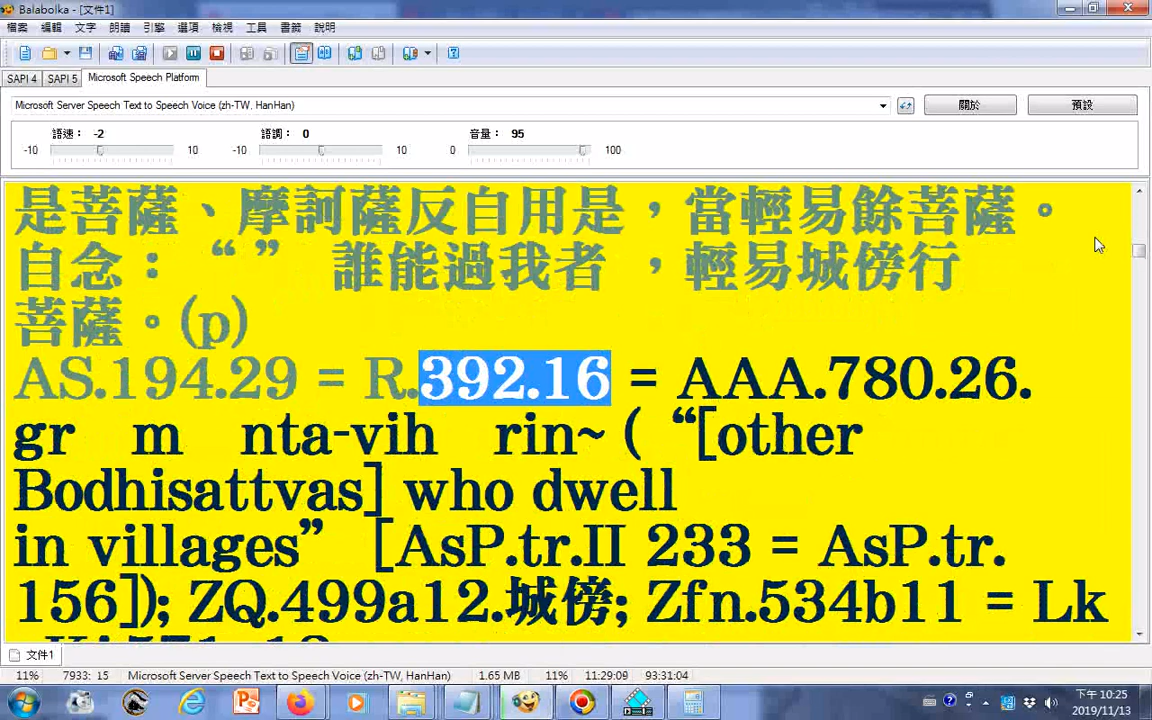 Balabolka - [文件1]
檔案 編輯 文字 朗讀 引擎 選項 檢視 工具 書籤 說明
SAPI 4 SAPI 5 Microsoft Speech Platform
Microsoft Server Speech Text to Speech Voice (zh-TW, HanHan) 關於 預設
語速： -2 語調： 0 音量： 95
-10 10 -10 10 0 100
是菩薩、摩訶薩反自用是，當輕易餘菩薩。
自念：“ ” 誰能過我者 ，輕易城傍行
菩薩。(p)
AS.194.29 = R.392.16 = AAA.780.26.
gr m nta-vih rin~ ( “[other
Bodhisattvas] who dwell
in villages” [AsP.tr.II 233 = AsP.tr.
156]); ZQ.499a12.城傍; Zfn.534b11 = Lk
文件1
11% 7933: 15 Microsoft Server Speech Text to Speech Voice (zh-TW, HanHan) 1.65 MB 11% 11:29:09 93:31:04
下午 10:25
2019/11/13